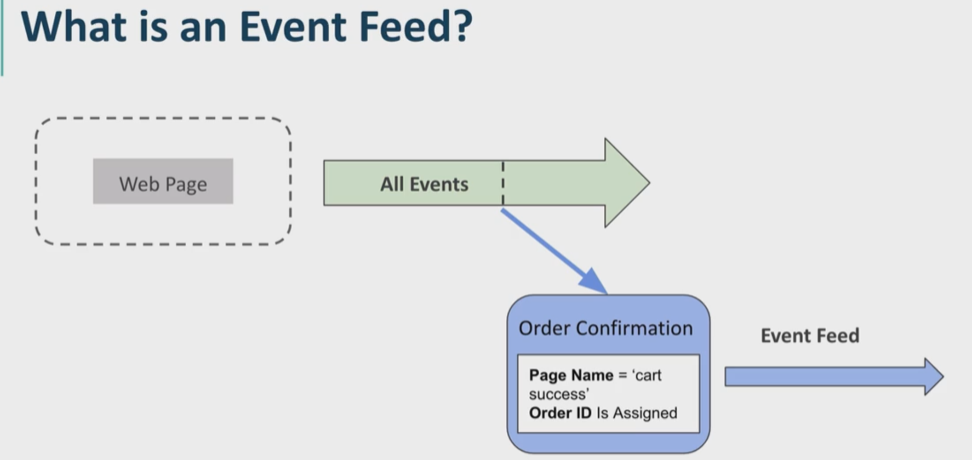 What is an Event Feed?
Web Page
All Events
Order Confirmation
Event Feed
Page Name = ‘cart
success’
Order ID Is Assigned